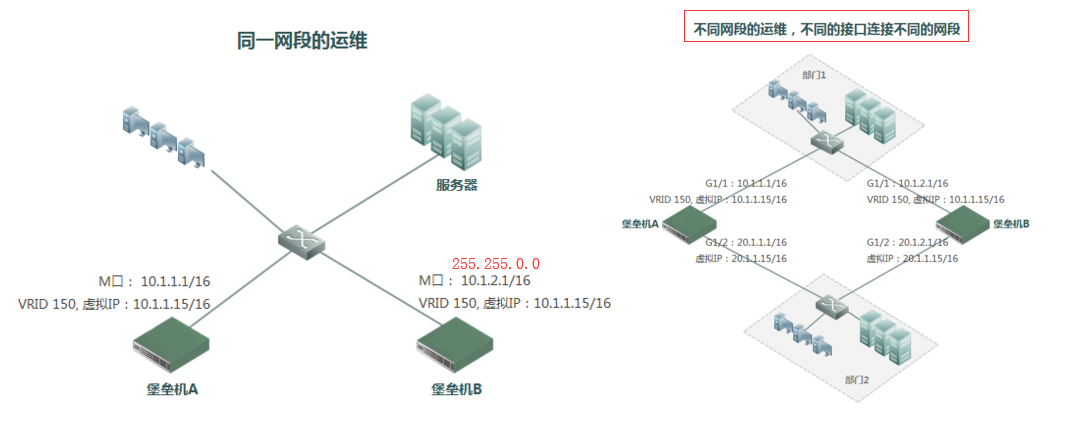 同一网段的运维
服务器
255.255.0.0
M口： 10.1.1.1/16
VRID 150, 虚拟IP：10.1.1.15/16
M口： 10.1.2.1/16
VRID 150, 虚拟IP：10.1.1.15/16
堡垒机A
堡垒机B
不同网段的运维，不同的接口连接不同的网段
部门1
G1/1：10.1.1.1/16
VRID 150, 虚拟IP：10.1.1.15/16
G1/1：10.1.2.1/16
VRID 150, 虚拟IP：10.1.1.15/16
堡垒机A
堡垒机B
G1/2：20.1.1.1/16
虚拟IP：20.1.1.15/16
G1/2：20.1.2.1/16
虚拟IP：20.1.1.15/16
部门2